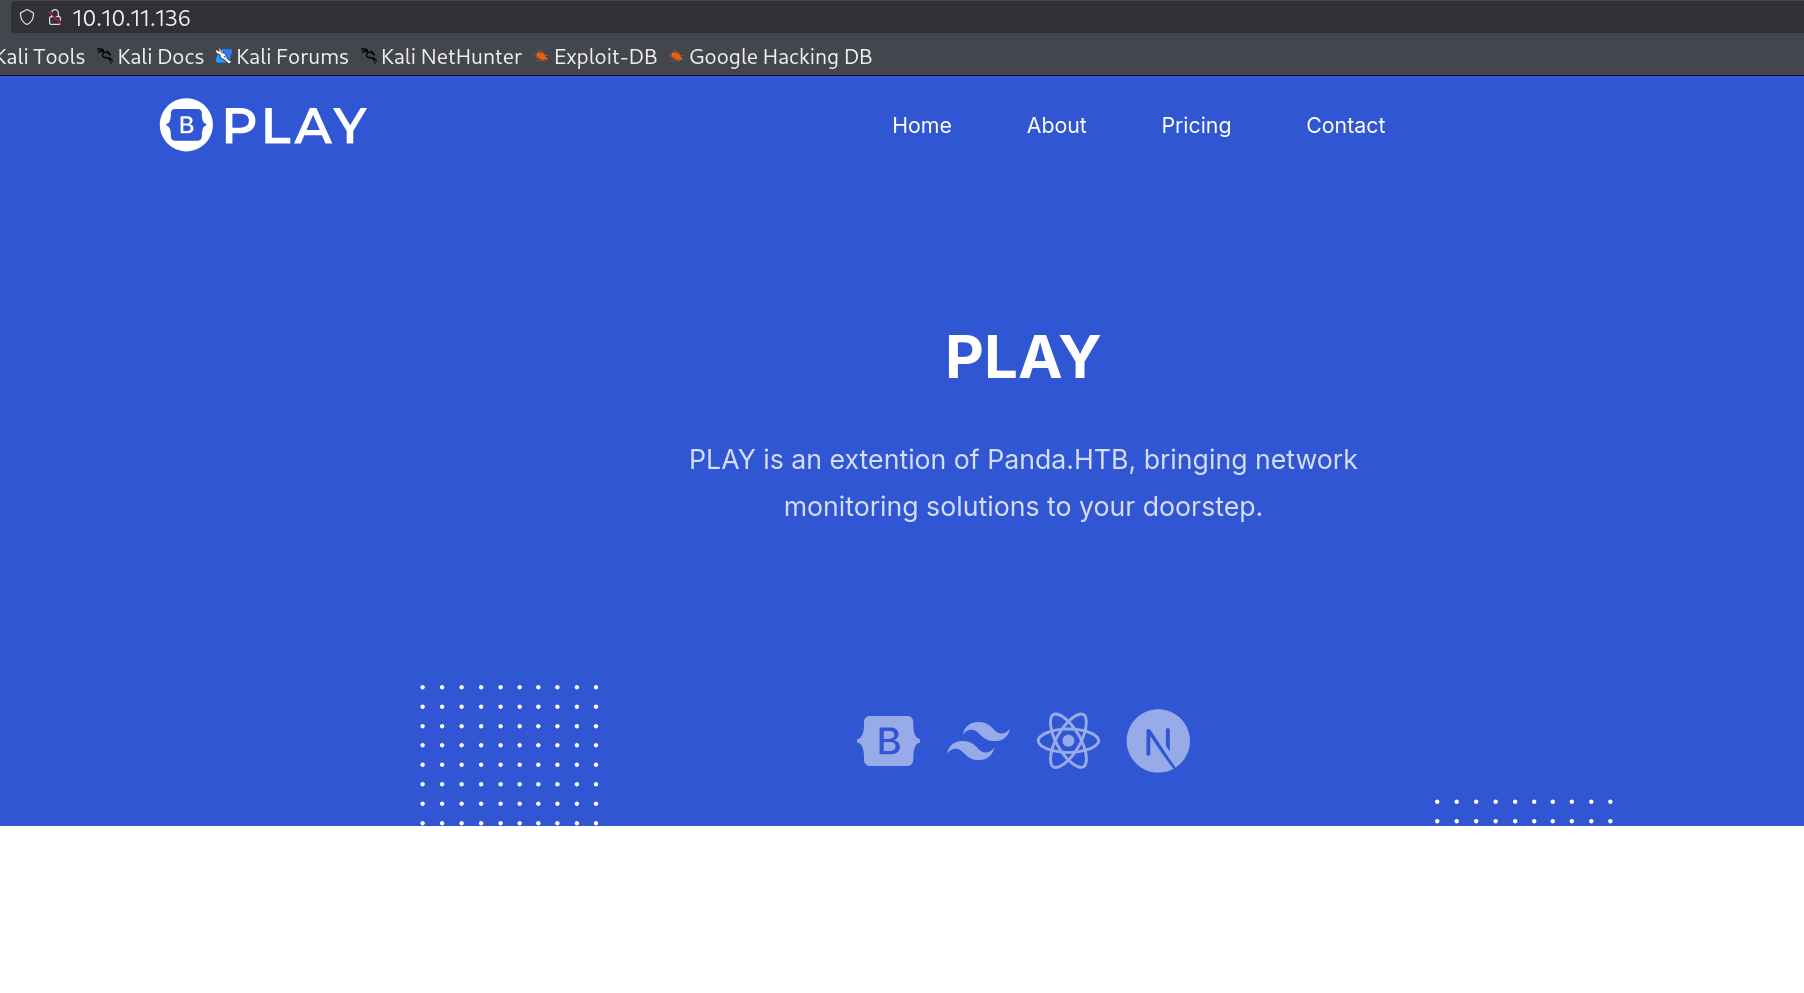 10.10.11.136
Kali Tools Kali Docs Kali Forums Kali NetHunter Exploit-DB Google Hacking DB
B PLAY Home About Pricing Contact
PLAY
PLAY is an extention of Panda.HTB, bringing network
monitoring solutions to your doorstep.
B N